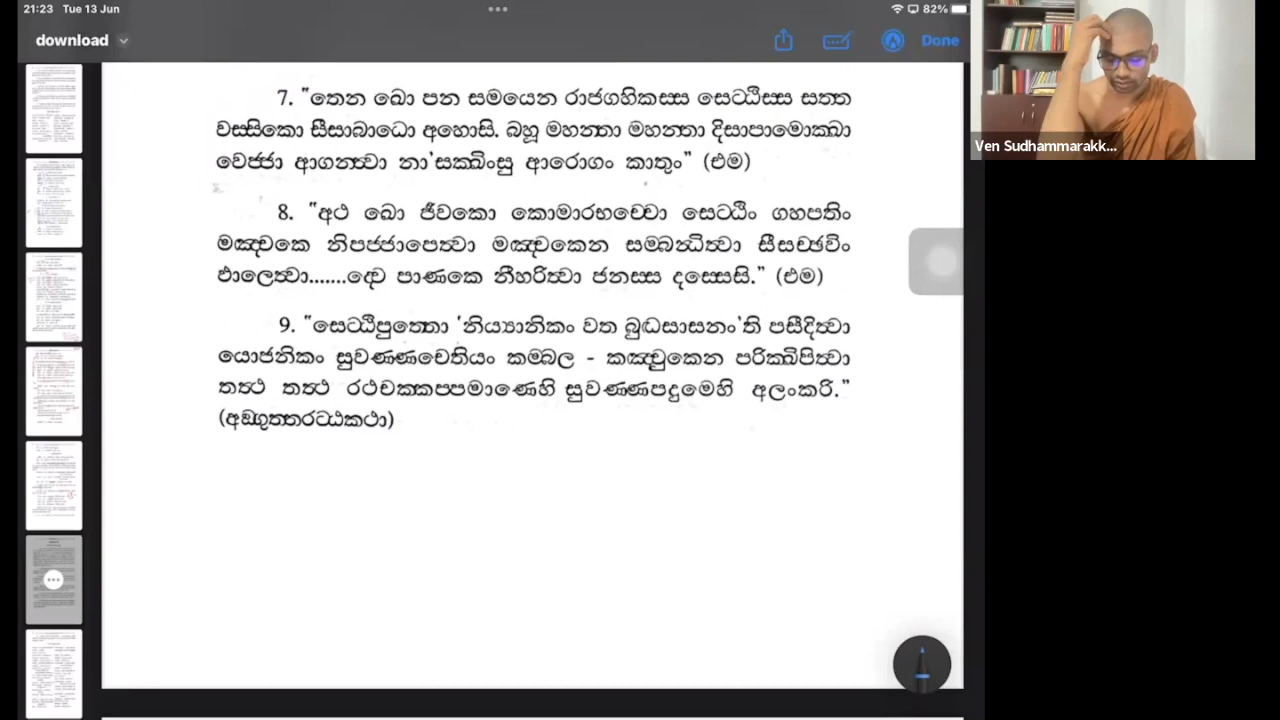 21:23 Tue 13 Jun
82%
download
Done
Ven Sudhammarakk...
7. "තෙන ඛො පන සමයෙන රාජගහිකස්ස සෙට්ඨිස්ස සත්ත
වස්සිකො සීසාබාධො අහොසි. බහූ මහන්තා මහන්තා දිසාපාමොක්ඛා
වෙජ්ජා ආගන්ත්වා නා'සක්ඛිංසු ආරොගං කාතුං" (එම)
8. "අථ ඛො ජීවකො කොමාරභච්චො සෙට්ඨිං ගහපතිං
මඤ්චකෙ නිපජ්ජාපෙත්වා මඤ්චකෙන සම්බන්ධිත්වා සීසච්ඡවිං
ඵාලෙත්වා ... ද්වෙ පාණකෙ නීහරිත්වා ජනස්ස දස්සෙසි." (එම)
9. "සෙට්ඨිපුත්තො 'නීය්‍යානිකං වත බුද්ධසාසනං'ති පසීදිත්වා
යොජනිකං සුවණ්ණචෙතියං කම්බල - කඤ්චුකෙන පරික්ඛිපිත්වා
තත්ථ තත්ථ රථචක්කප්පමාණෙහි සුවණ්ණපදුමෙහි අලංකරි."
(අඞ්ගුත්තරට්ඨකථා)